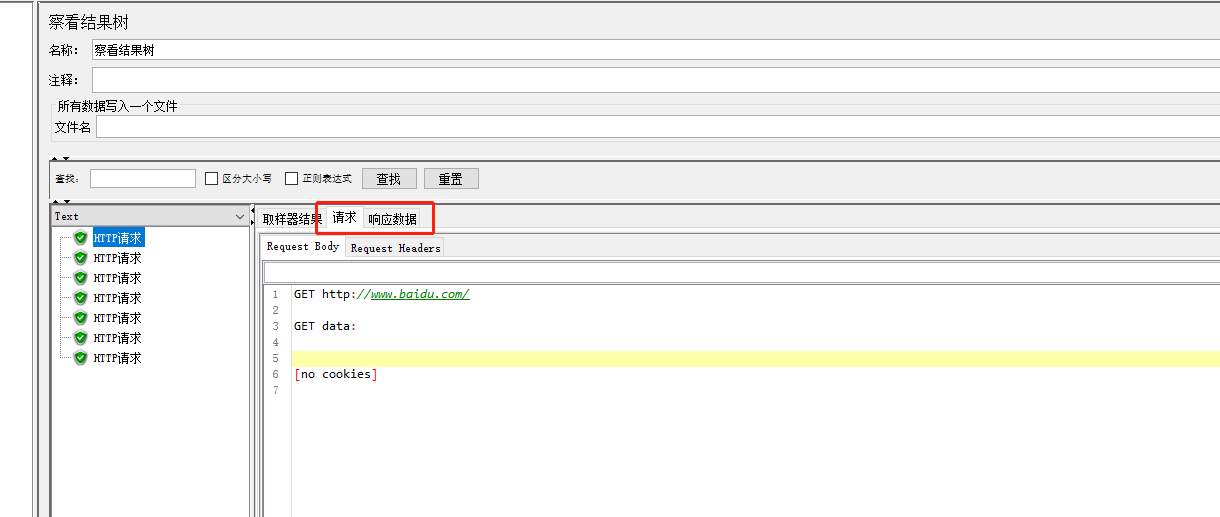 察看结果树
名称： 察看结果树
注释：
所有数据写入一个文件
文件名
查找： 区分大小写 正则表达式 查找 重置
Text
取样器结果 请求 响应数据
HTTP请求
HTTP请求
HTTP请求
HTTP请求
HTTP请求
HTTP请求
HTTP请求
Request Body Request Headers
1 GET http://www.baidu.com/
2
3 GET data:
4
5
6 [no cookies]
7